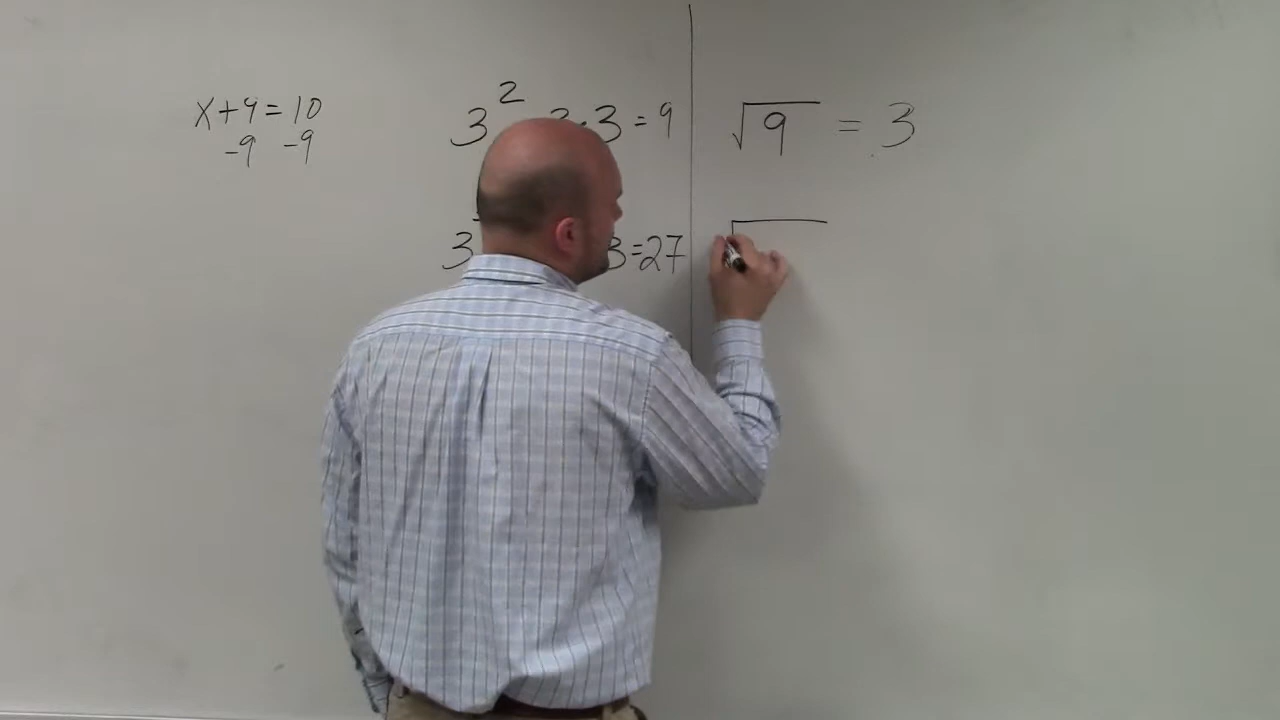 x+9=10
-9 -9
3² 3·3=9
3 3=27
√9 = 3